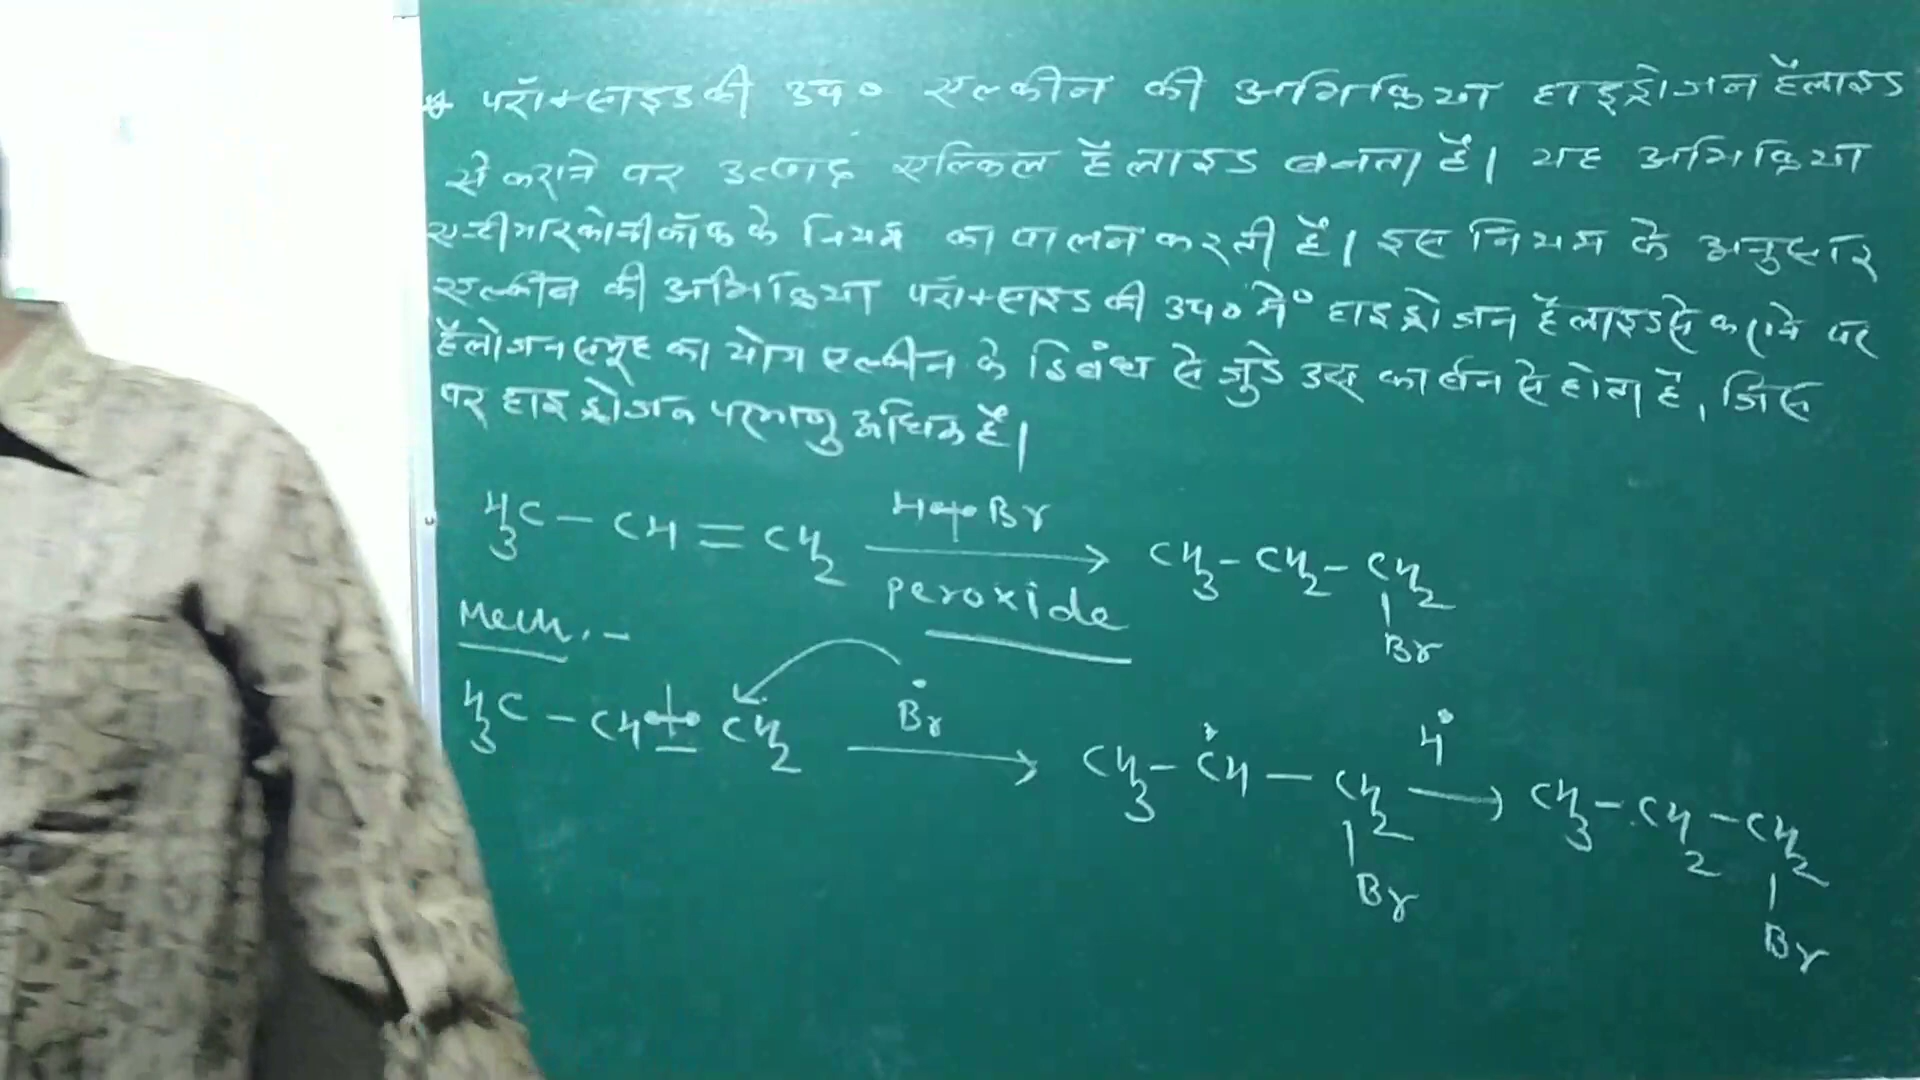 * परॉक्साइड की उप० एल्कीन की अभिक्रिया हाइड्रोजन हैलाइड
से कराने पर उत्पाद एल्किल हैलाइड बनता है। यह अभिक्रिया
एन्टीमारकोनीकॉफ के नियम का पालन करती है। इस नियम के अनुसार
एल्कीन की अभिक्रिया परॉक्साइड की उप० में हाइड्रोजन हैलाइड से कराने पर
हैलोजन समूह का योग एल्कीन के द्विबंध से जुडे उस कार्बन से होता है, जिस
पर हाइड्रोजन परमाणु अधिक है।
H3C - CH = CH2 H Br peroxide → CH3 - CH2 - CH2
Br
Mech. -
H3C - CH CH2 Ḃr → CH3 - ĊH - CH2 H• → CH3 - CH2 - CH2
Br Br